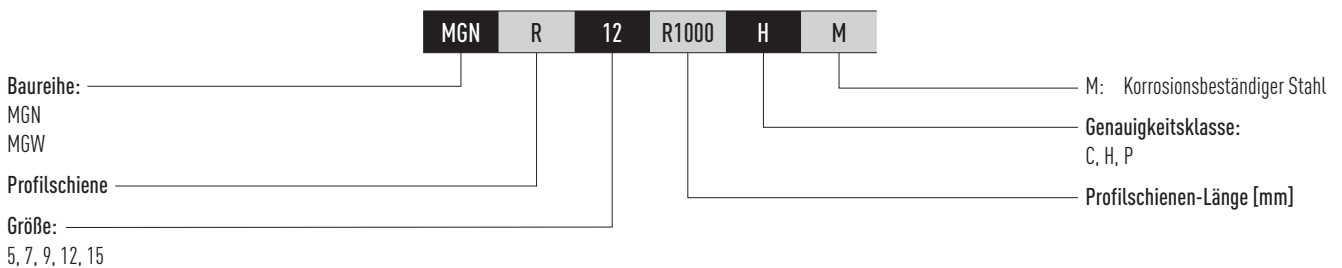 MGN R 12 R1000 H M
Baureihe:
MGN
MGW
Profilschiene
Größe:
5, 7, 9, 12, 15
M: Korrosionsbeständiger Stahl
Genauigkeitsklasse:
C, H, P
Profilschienen-Länge [mm]